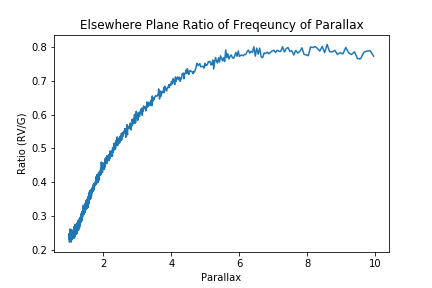 Elsewhere Plane Ratio of Freqeuncy of Parallax
Ratio (RV/G)
0.8
0.7
0.6
0.5
0.4
0.3
0.2
2 4 6 8 10
Parallax